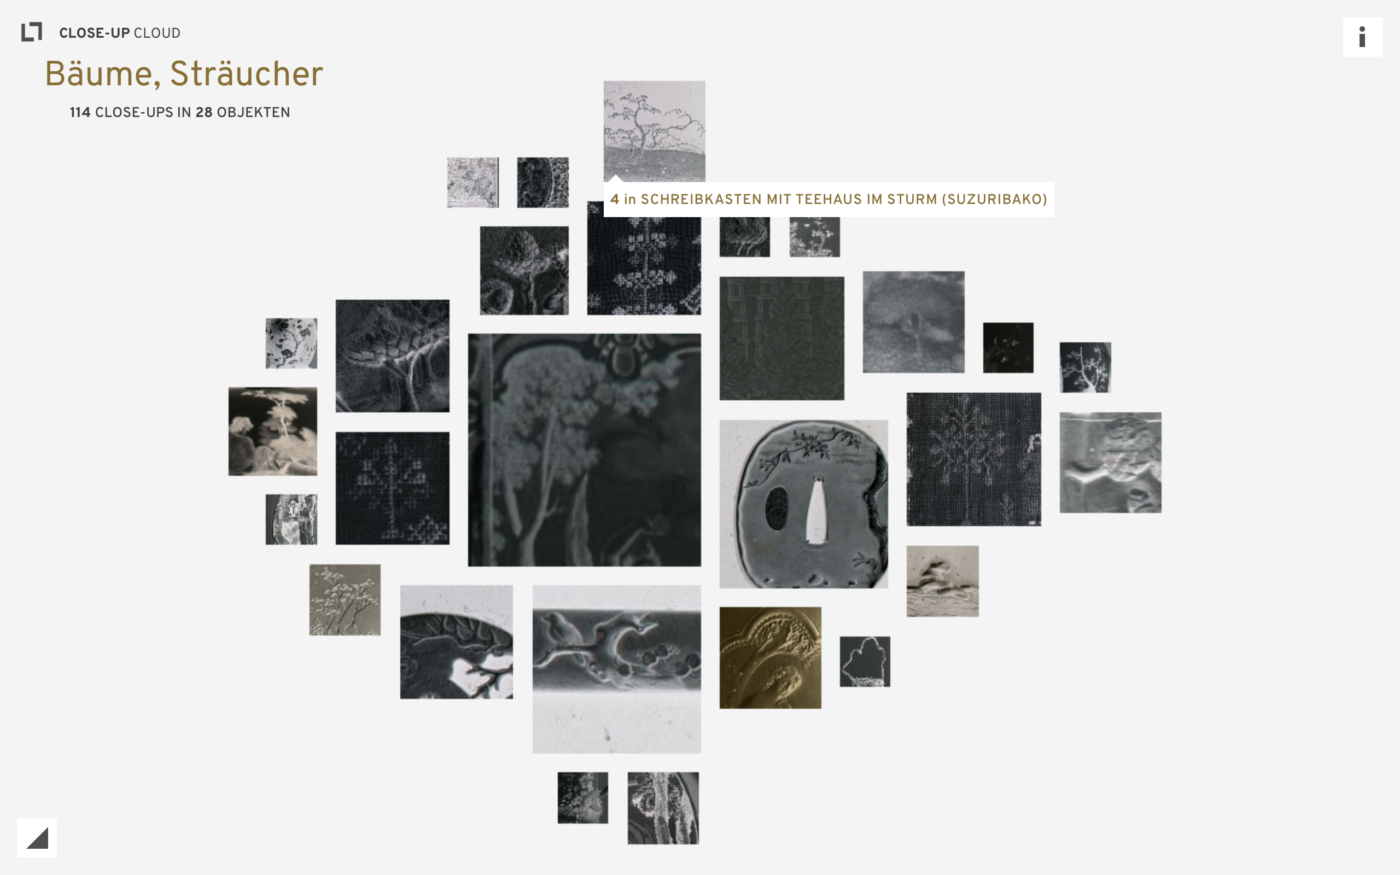 CLOSE-UP CLOUD
Bäume, Sträucher
114 CLOSE-UPS IN 28 OBJEKTEN
4 in SCHREIBKASTEN MIT TEEHAUS IM STURM (SUZURIBAKO)